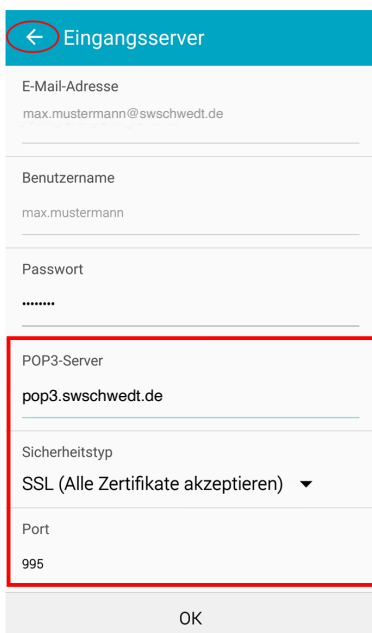 Eingangsserver
E-Mail-Adresse
max.mustermann@swschwedt.de
Benutzername
max.mustermann
Passwort
••••••••
POP3-Server
pop3.swschwedt.de
Sicherheitstyp
SSL (Alle Zertifikate akzeptieren)
Port
995
OK